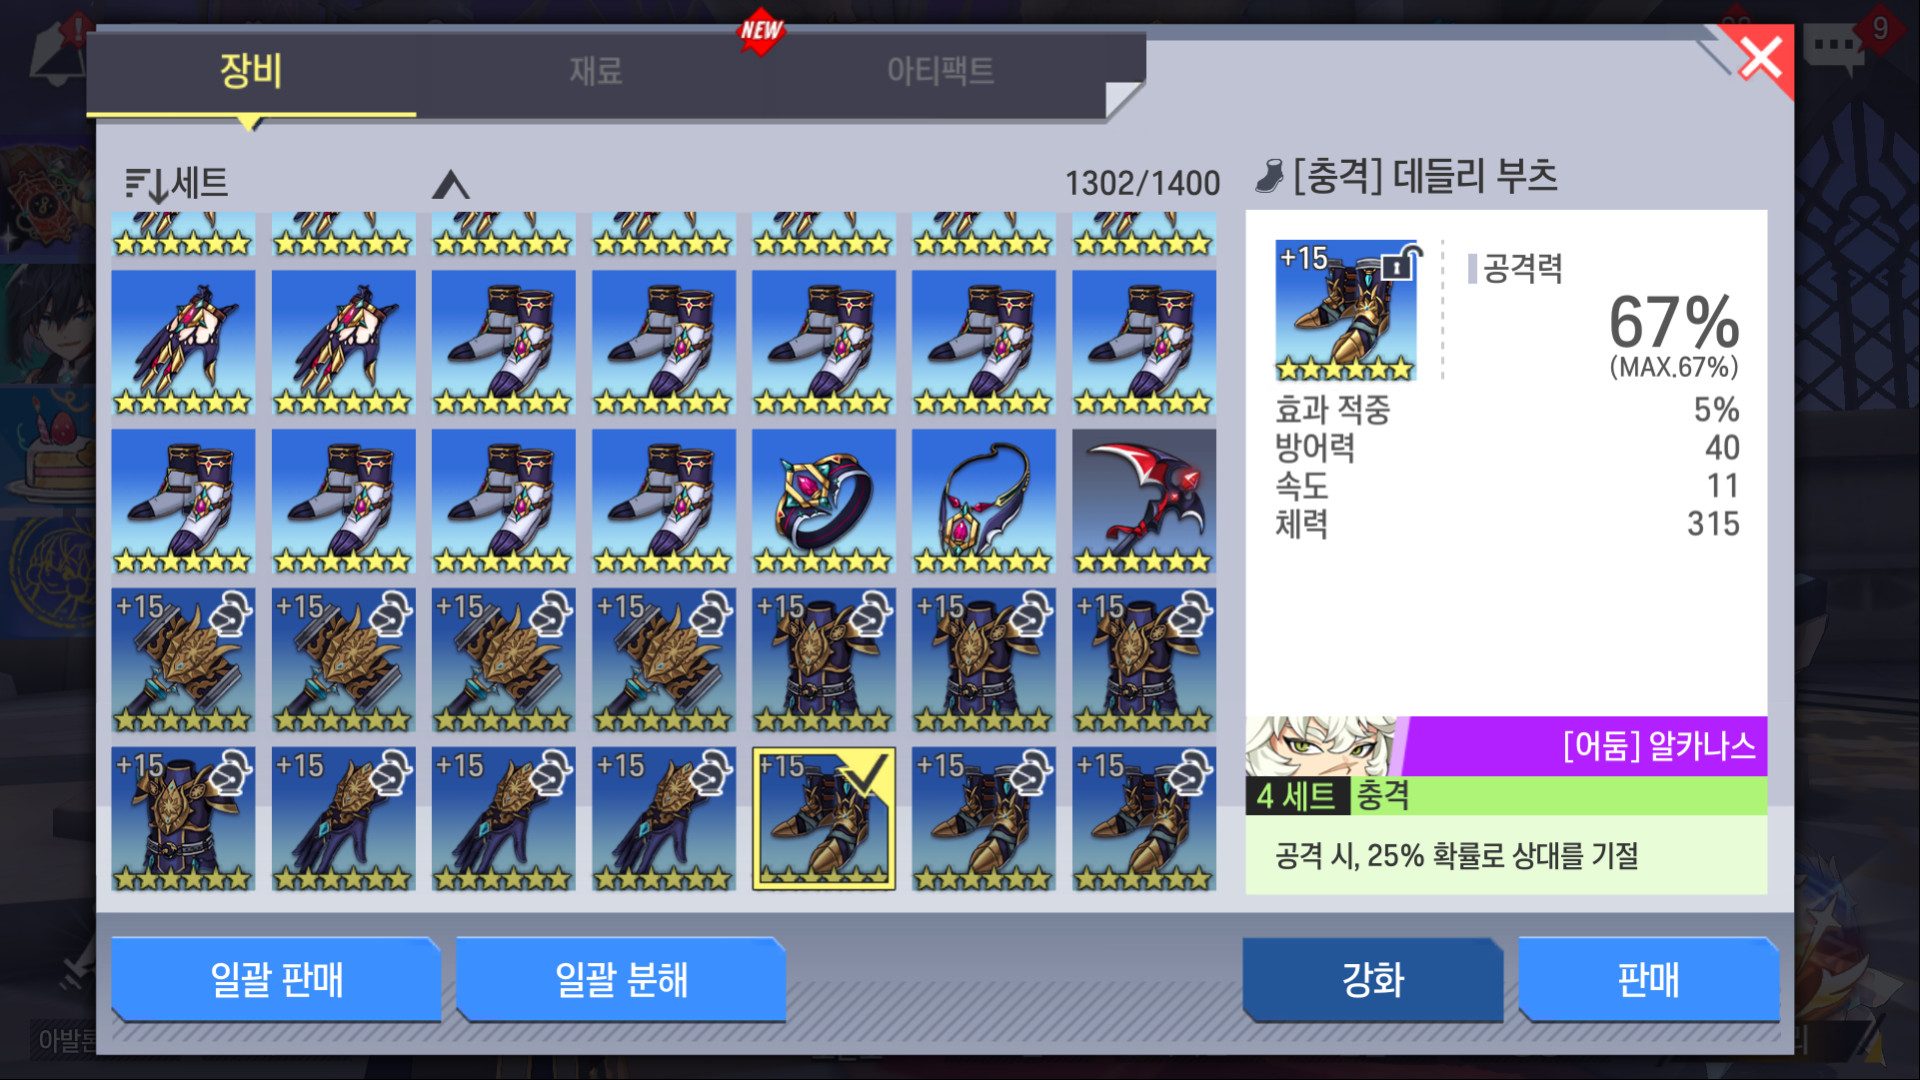 장비
재료
NEW
아티팩트
9
세트
1302/1400
[충격] 데들리 부츠
+15
공격력
67%
(MAX.67%)
효과 적중 5%
방어력 40
속도 11
체력 315
+15 +15 +15 +15 +15 +15 +15
+15 +15 +15 +15 +15 +15 +15
[어둠] 알카나스
4 세트 충격
공격 시, 25% 확률로 상대를 기절
일괄 판매
일괄 분해
강화
판매
아발론